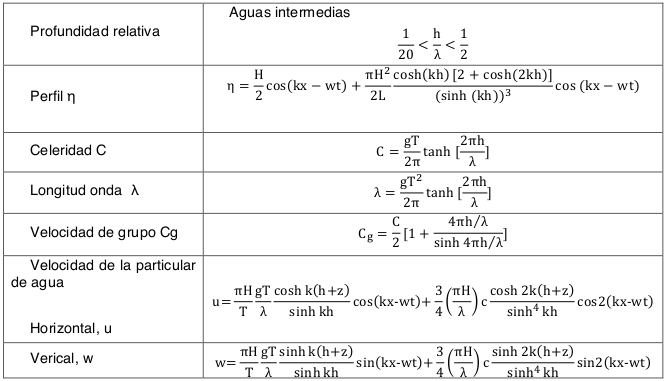 Profundidad relativa
Aguas intermedias
1/20 < h/λ < 1/2
Perfil η
η = H/2 cos(kx − wt) + πH²/2L cosh(kh) [2 + cosh(2kh)]/(sinh (kh))³ cos (kx − wt)
Celeridad C
C = gT/2π tanh [2πh/λ]
Longitud onda λ
λ = gT²/2π tanh [2πh/λ]
Velocidad de grupo Cg
C_g = C/2 [1 + 4πh/λ / sinh 4πh/λ]
Velocidad de la particular
de agua
Horizontal, u
u= πH/T gT/λ cosh k(h+z)/sinh kh cos(kx-wt)+ 3/4 (πH/λ) c cosh 2k(h+z)/sinh⁴ kh cos2(kx-wt)
Verical, w
w= πH/T gT/λ sinh k(h+z)/sinh kh sin(kx-wt)+ 3/4 (πH/λ) c sinh 2k(h+z)/sinh⁴ kh sin2(kx-wt)